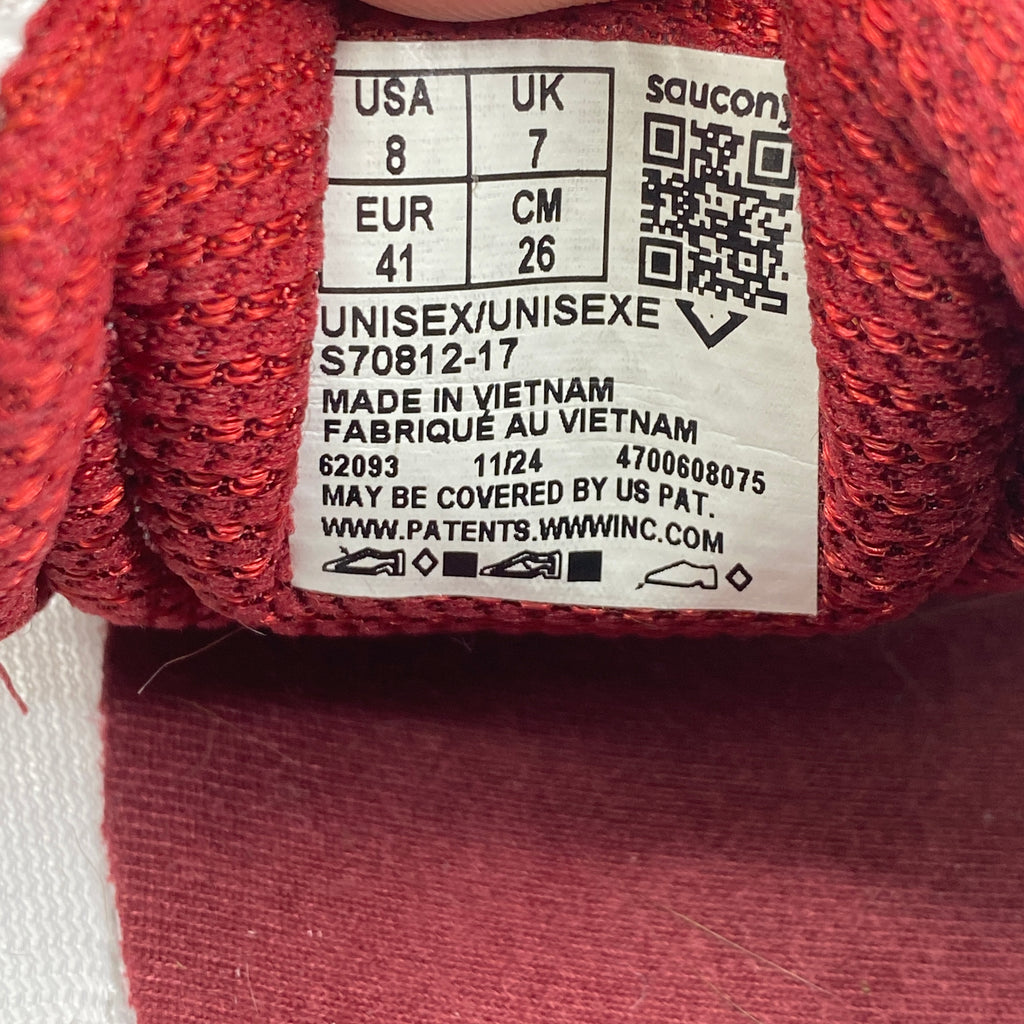 USA UK
8 7
EUR CM
41 26
saucony
UNISEX/UNISEXE
S70812-17
MADE IN VIETNAM
FABRIQUÉ AU VIETNAM
62093 11/24 4700608075
MAY BE COVERED BY US PAT.
WWW.PATENTS.WWWINC.COM